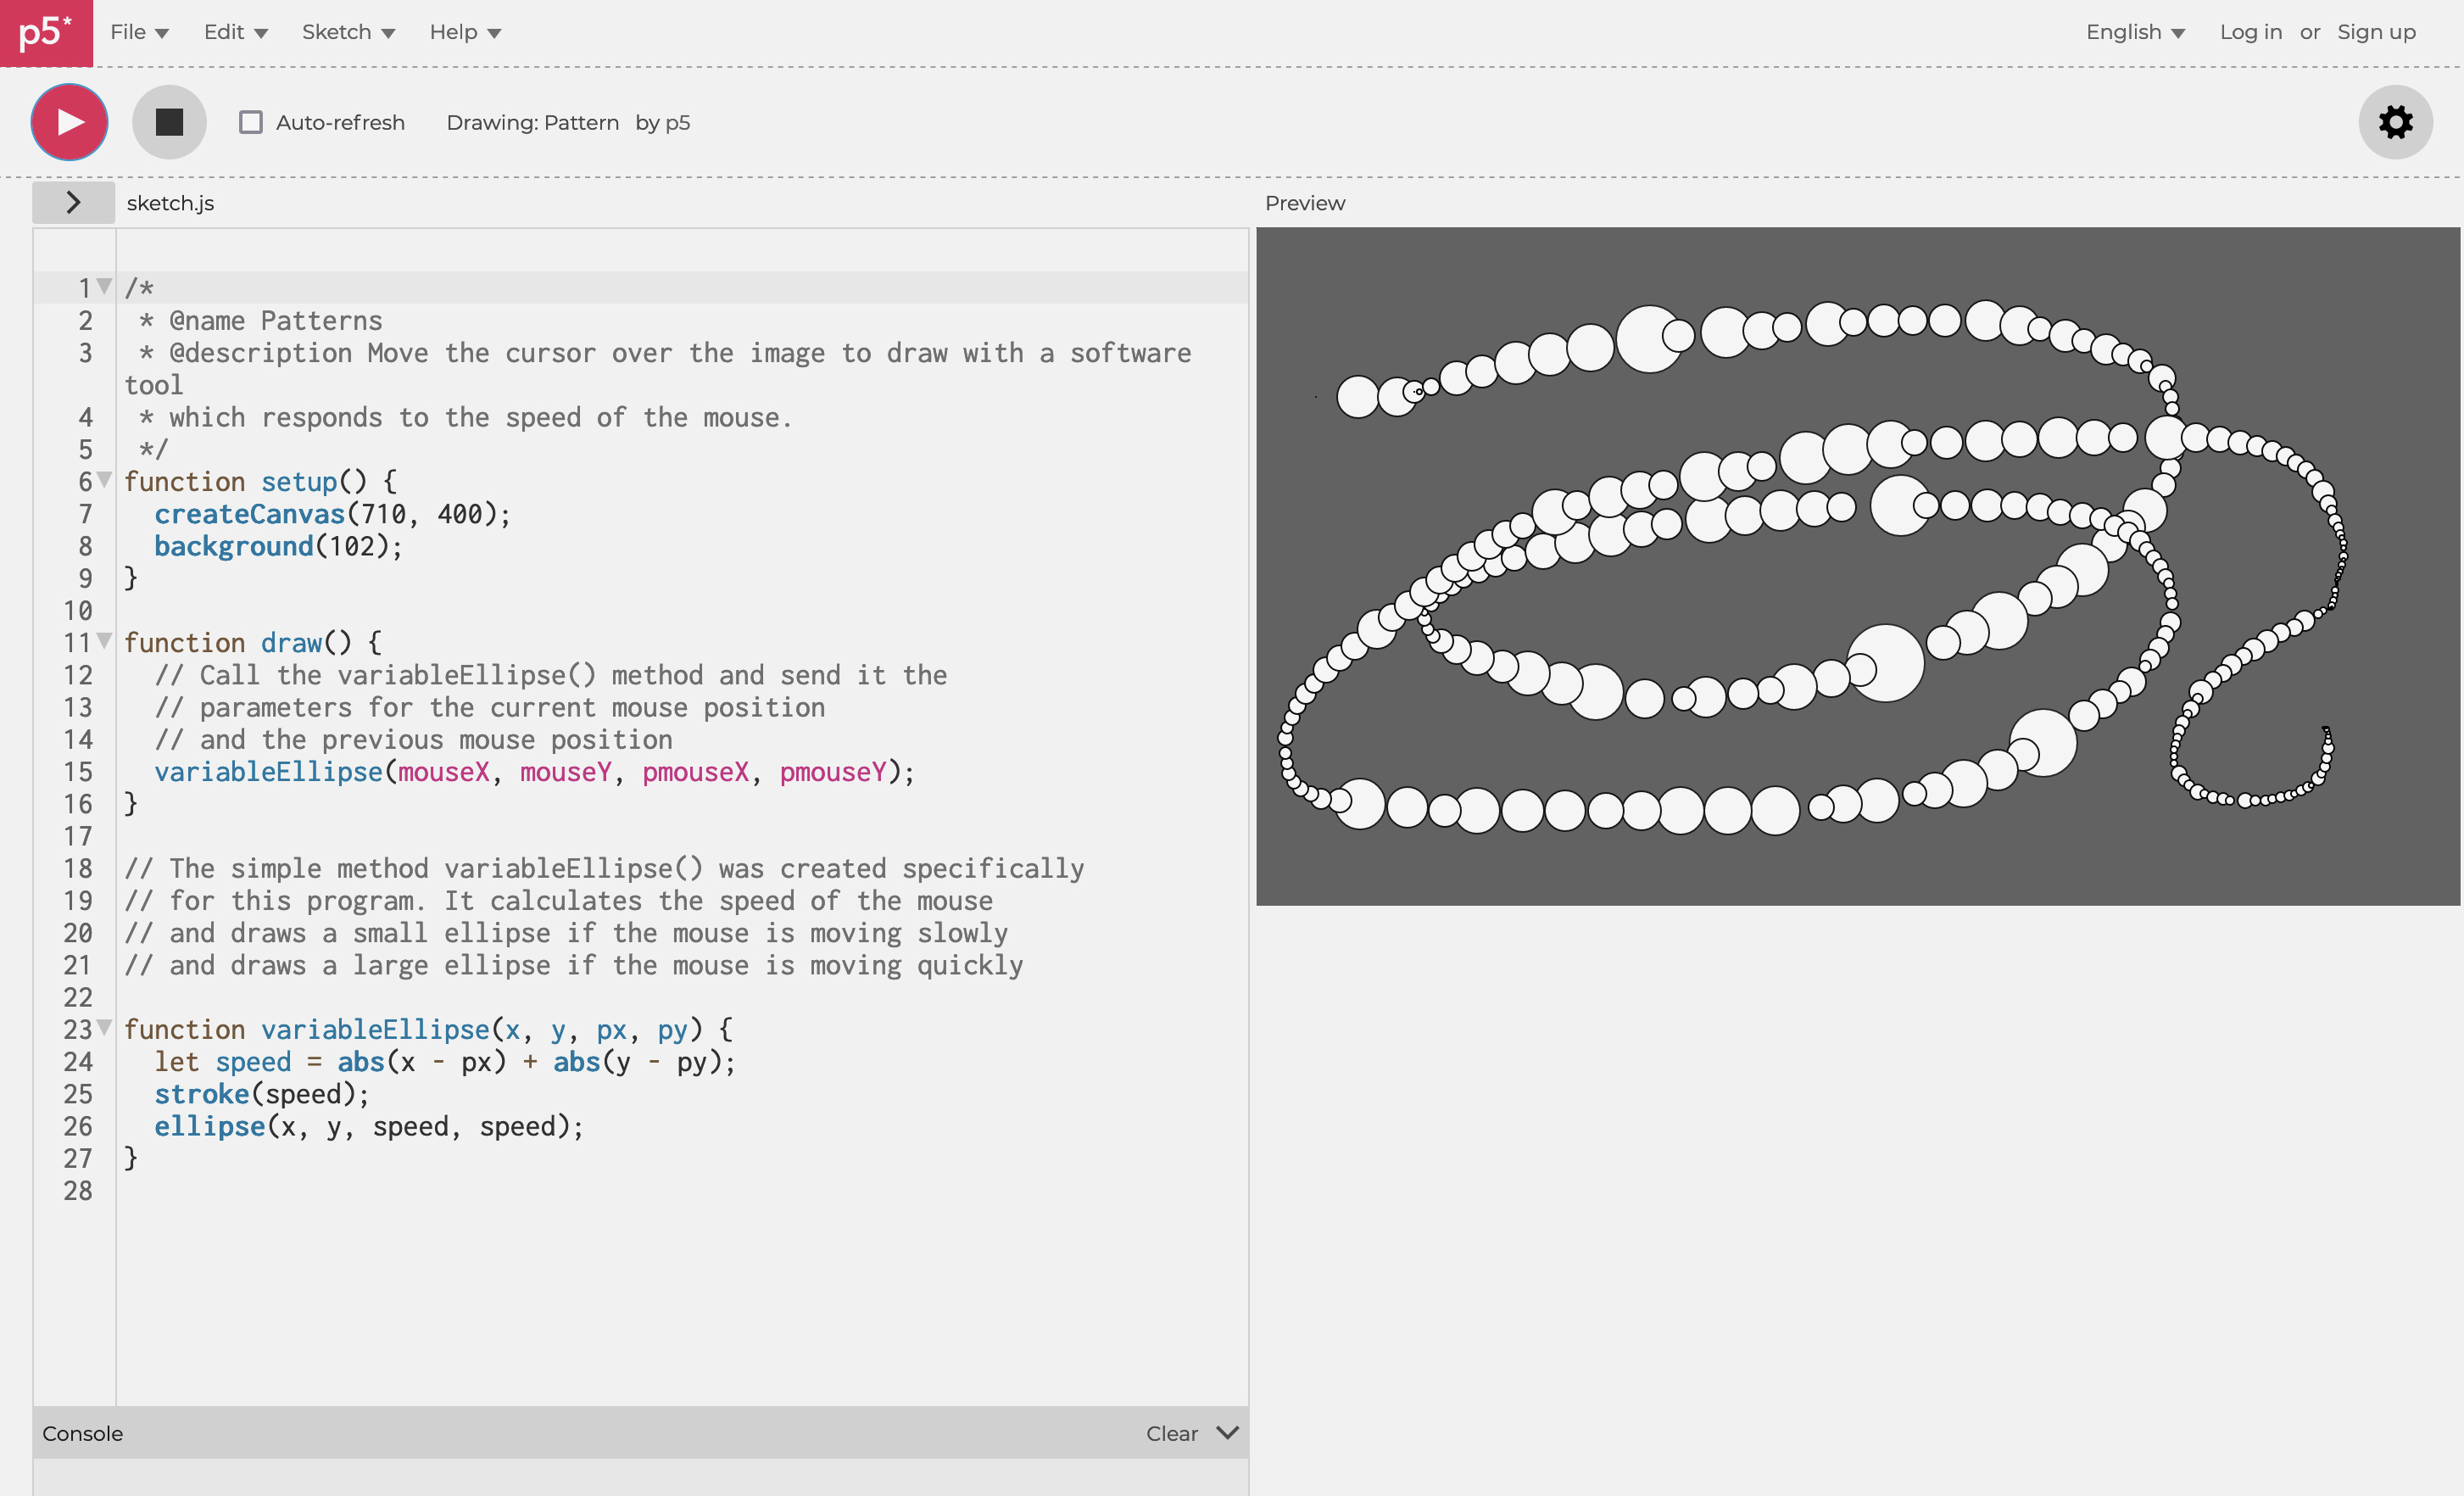 p5*
File Edit Sketch Help English Log in or Sign up
Auto-refresh Drawing: Pattern by p5
sketch.js
Preview
1 /*
2  * @name Patterns
3  * @description Move the cursor over the image to draw with a software
tool
4  * which responds to the speed of the mouse.
5  */
6 function setup() {
7   createCanvas(710, 400);
8   background(102);
9 }
10
11 function draw() {
12   // Call the variableEllipse() method and send it the
13   // parameters for the current mouse position
14   // and the previous mouse position
15   variableEllipse(mouseX, mouseY, pmouseX, pmouseY);
16 }
17
18 // The simple method variableEllipse() was created specifically
19 // for this program. It calculates the speed of the mouse
20 // and draws a small ellipse if the mouse is moving slowly
21 // and draws a large ellipse if the mouse is moving quickly
22
23 function variableEllipse(x, y, px, py) {
24   let speed = abs(x - px) + abs(y - py);
25   stroke(speed);
26   ellipse(x, y, speed, speed);
27 }
28
Console Clear